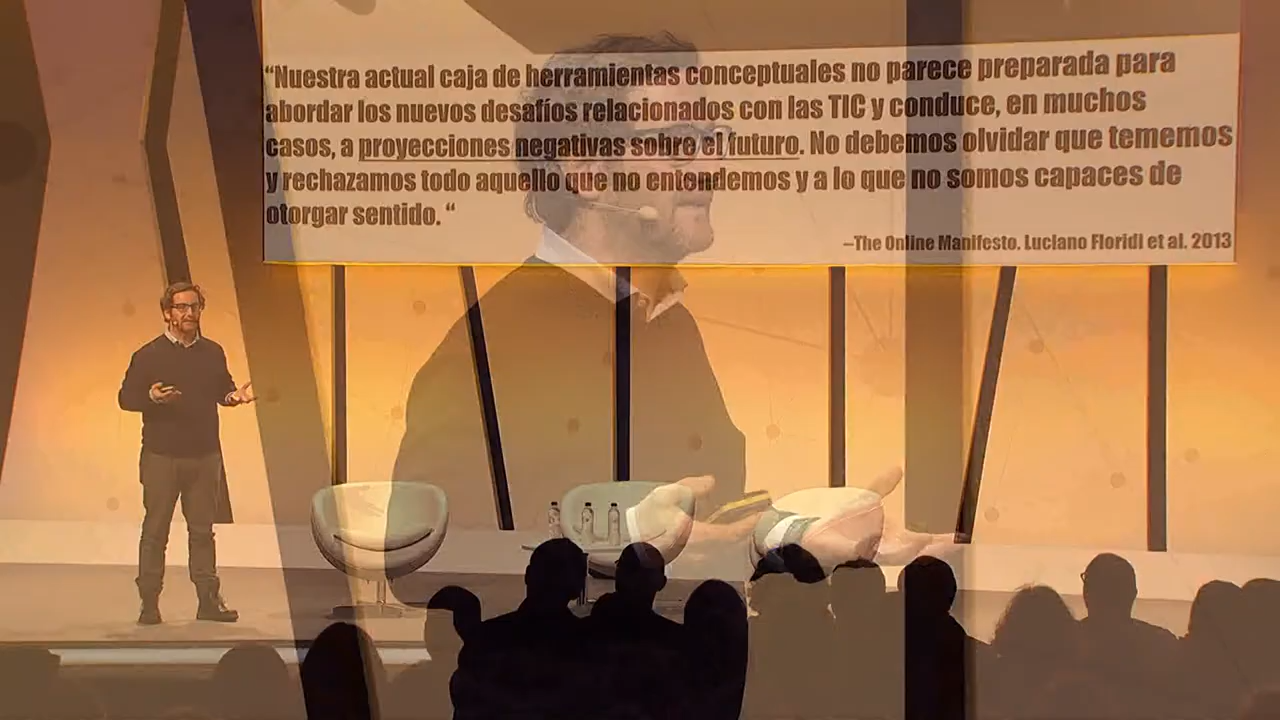 “Nuestra actual caja de herramientas conceptuales no parece preparada para
abordar los nuevos desafíos relacionados con las TIC y conduce, en muchos
casos, a proyecciones negativas sobre el futuro. No debemos olvidar que tememos
y rechazamos todo aquello que no entendemos y a lo que no somos capaces de
otorgar sentido. “
–The Online Manifesto. Luciano Floridi et al. 2013